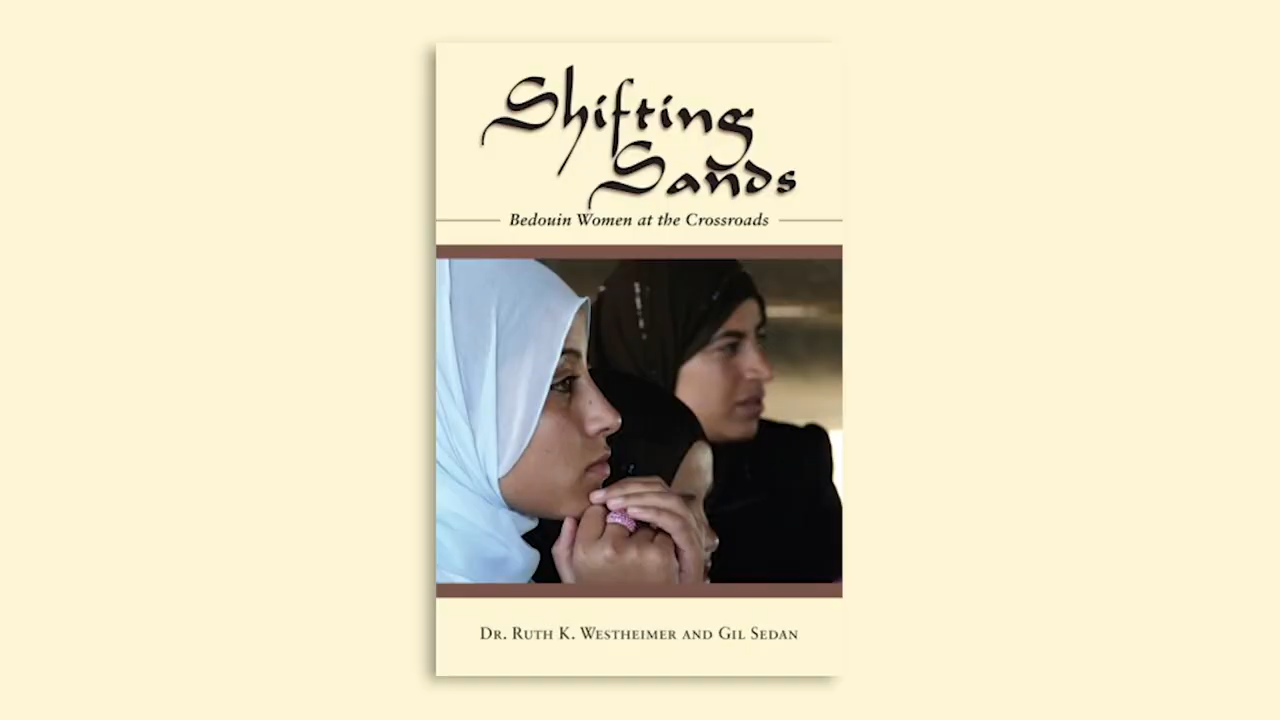 Shifting
Sands
Bedouin Women at the Crossroads
Dr. Ruth K. Westheimer and Gil Sedan